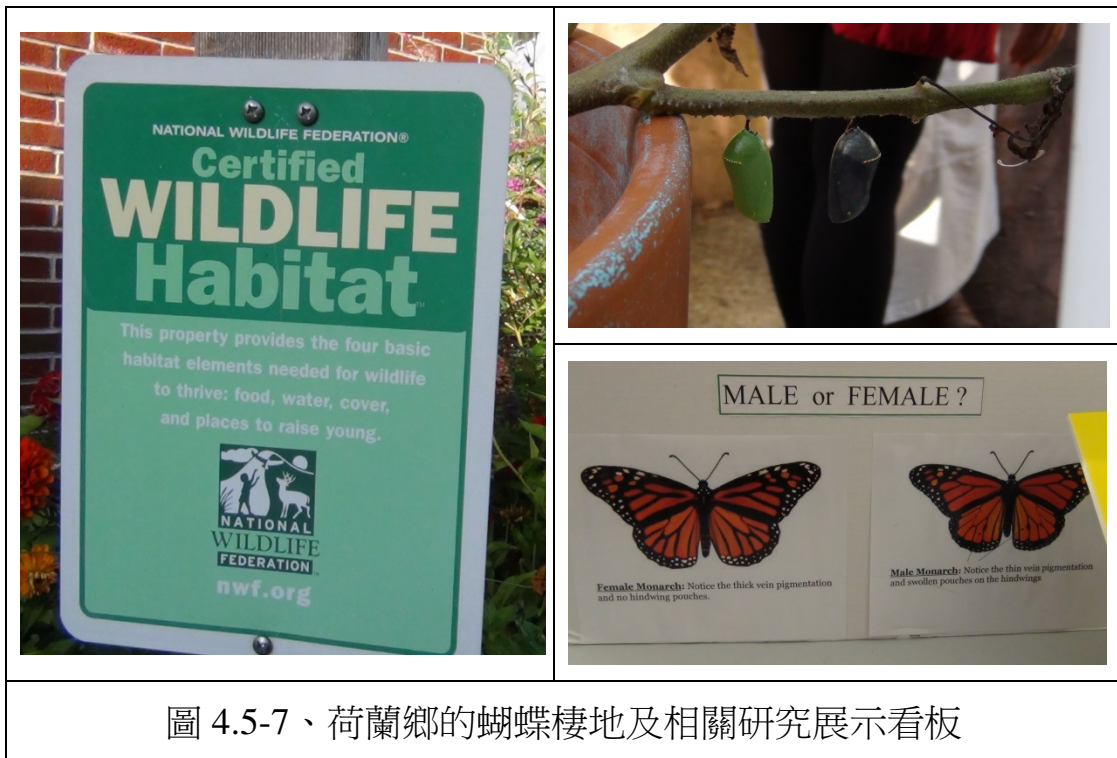 NATIONAL WILDLIFE FEDERATION®
Certified
WILDLIFE
Habitat™
This property provides the four basic
habitat elements needed for wildlife
to thrive: food, water, cover,
and places to raise young.
NATIONAL
WILDLIFE
FEDERATION™
nwf.org
MALE or FEMALE ?
Female Monarch: Notice the thick vein pigmentation
and no hindwing pouches.
Male Monarch: Notice the thin vein pigmentation
and swollen pouches on the hindwings
圖 4.5-7、荷蘭鄉的蝴蝶棲地及相關研究展示看板